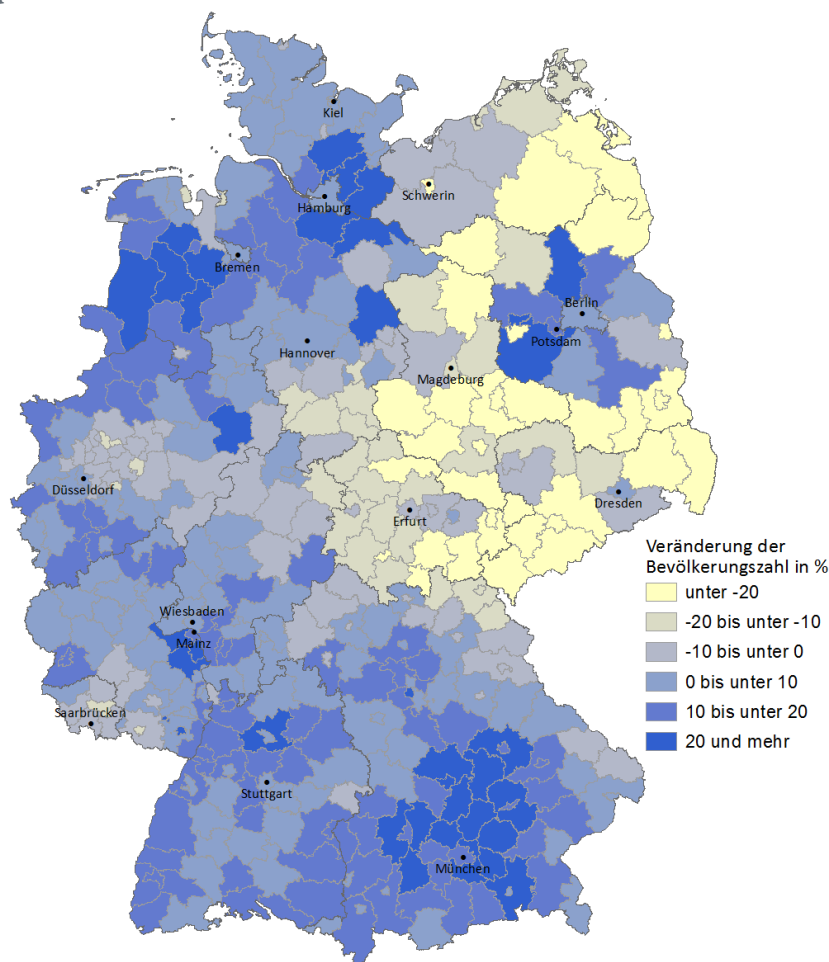 Kiel
Schwerin
Hamburg
Bremen
Berlin
Potsdam
Hannover
Magdeburg
Düsseldorf
Dresden
Erfurt
Wiesbaden
Mainz
Saarbrücken
Stuttgart
München
Veränderung der
Bevölkerungszahl in %
unter -20
-20 bis unter -10
-10 bis unter 0
0 bis unter 10
10 bis unter 20
20 und mehr